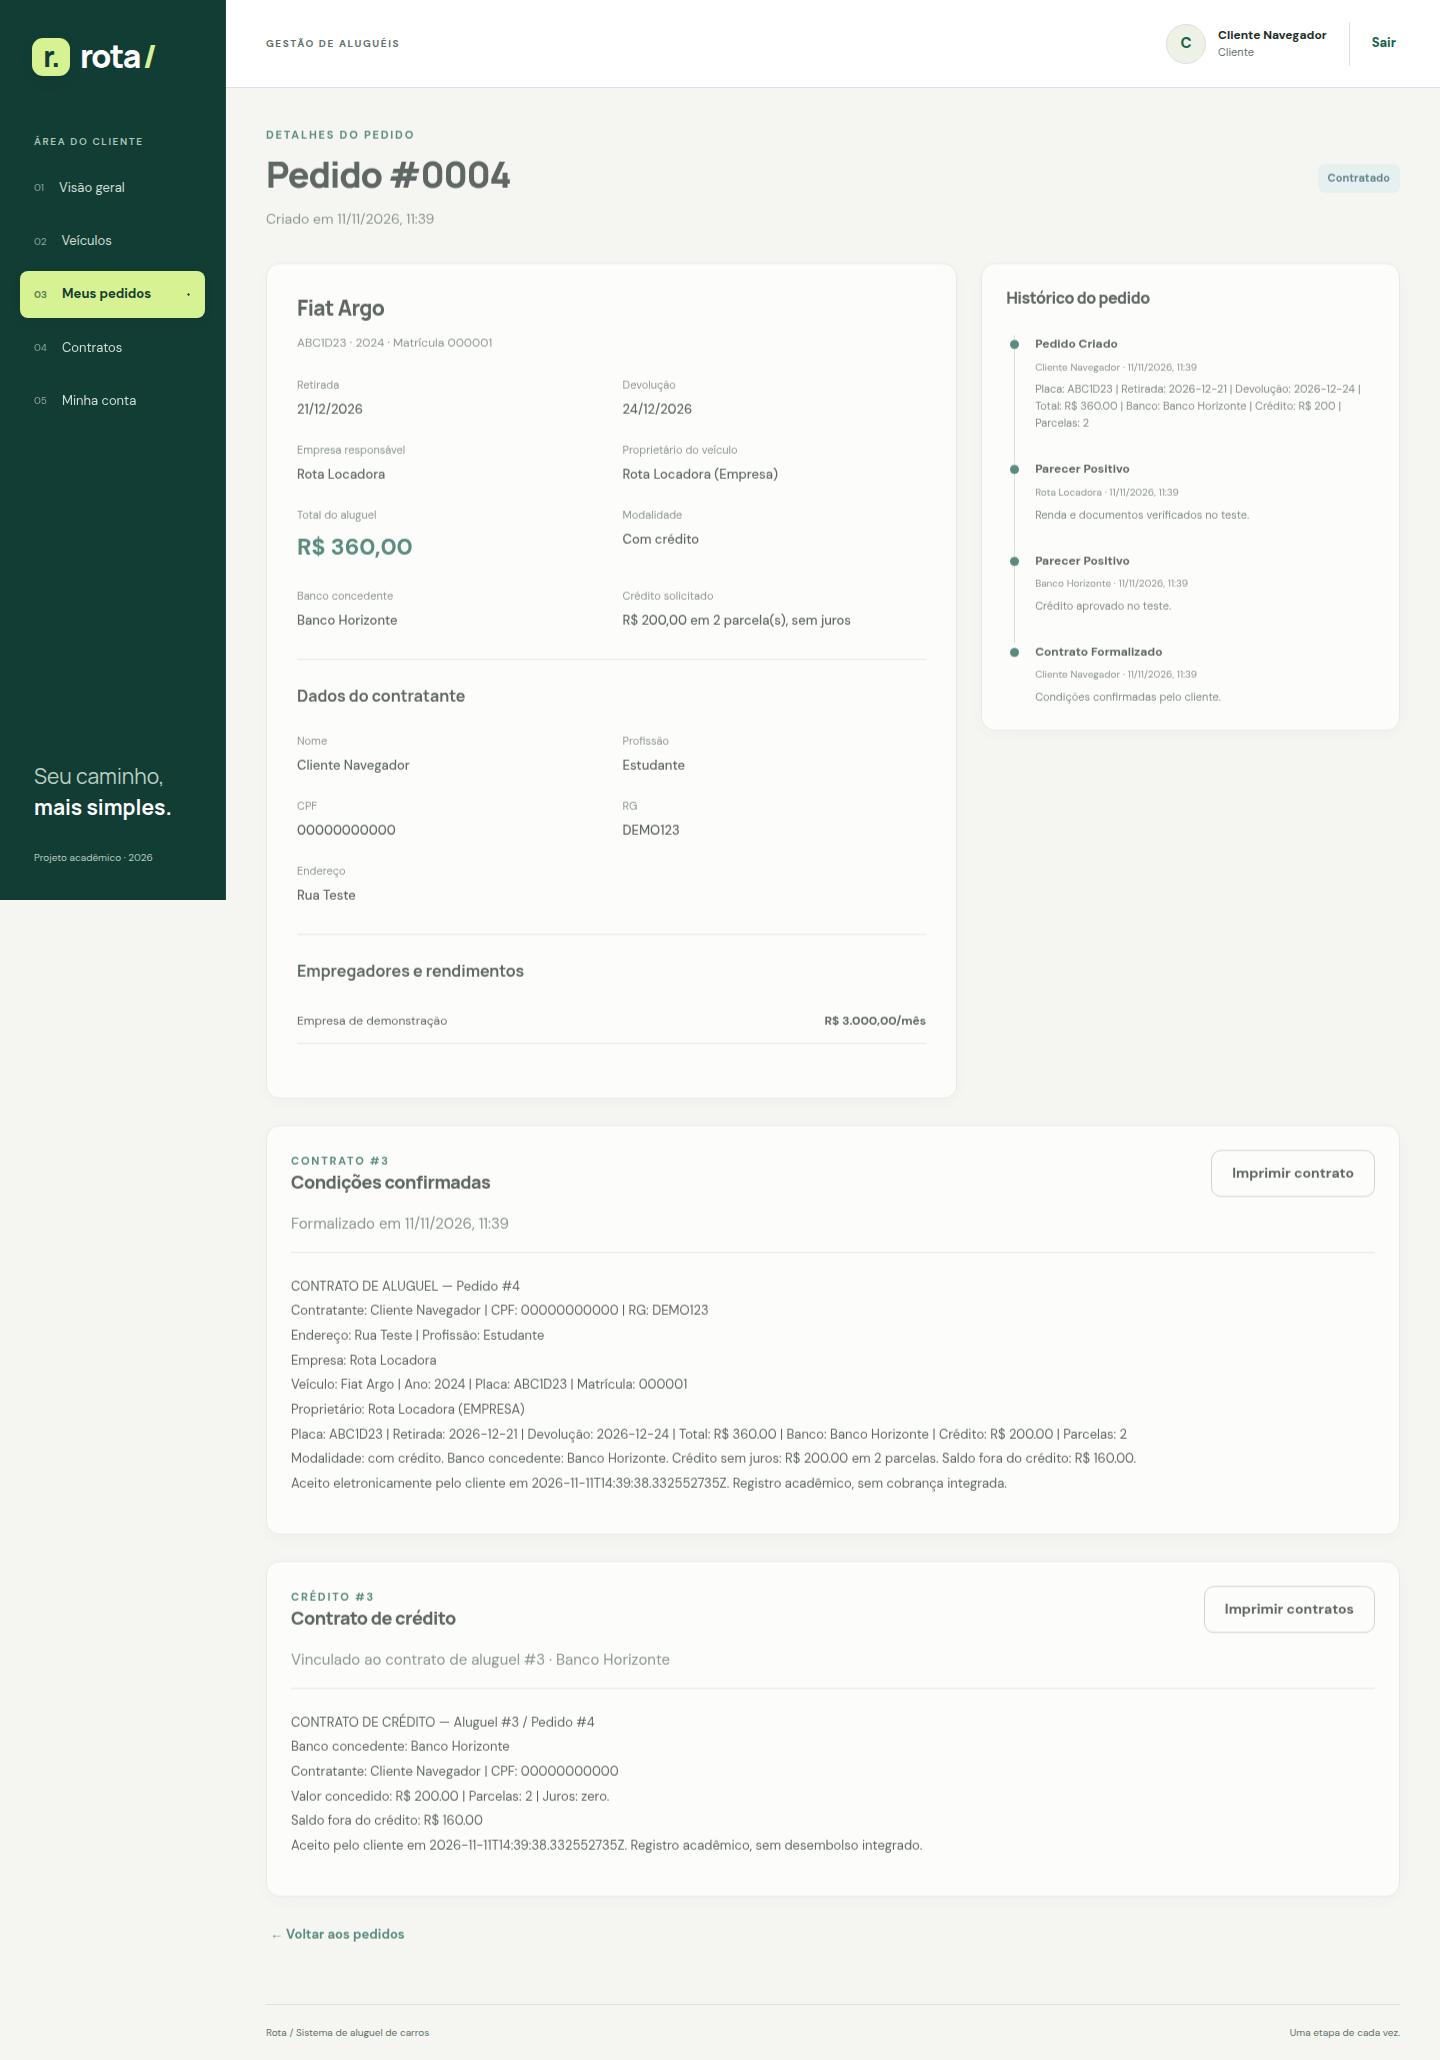 r. rota/
ÁREA DO CLIENTE
01 Visão geral
02 Veículos
03 Meus pedidos
04 Contratos
05 Minha conta
Seu caminho,
mais simples.
Projeto acadêmico · 2026
GESTÃO DE ALUGUÉIS
C
Cliente Navegador
Cliente
Sair
DETALHES DO PEDIDO
Pedido #0004
Contratado
Criado em 11/11/2026, 11:39
Fiat Argo
ABC1D23 · 2024 · Matrícula 000001
Retirada
21/12/2026
Devolução
24/12/2026
Empresa responsável
Rota Locadora
Proprietário do veículo
Rota Locadora (Empresa)
Total do aluguel
R$ 360,00
Modalidade
Com crédito
Banco concedente
Banco Horizonte
Crédito solicitado
R$ 200,00 em 2 parcela(s), sem juros
Dados do contratante
Nome
Cliente Navegador
Profissão
Estudante
CPF
00000000000
RG
DEMO123
Endereço
Rua Teste
Empregadores e rendimentos
Empresa de demonstração R$ 3.000,00/mês
Histórico do pedido
Pedido Criado
Cliente Navegador · 11/11/2026, 11:39
Placa: ABC1D23 | Retirada: 2026-12-21 | Devolução: 2026-12-24 |
Total: R$ 360.00 | Banco: Banco Horizonte | Crédito: R$ 200 |
Parcelas: 2
Parecer Positivo
Rota Locadora · 11/11/2026, 11:39
Renda e documentos verificados no teste.
Parecer Positivo
Banco Horizonte · 11/11/2026, 11:39
Crédito aprovado no teste.
Contrato Formalizado
Cliente Navegador · 11/11/2026, 11:39
Condições confirmadas pelo cliente.
CONTRATO #3
Condições confirmadas
Imprimir contrato
Formalizado em 11/11/2026, 11:39
CONTRATO DE ALUGUEL — Pedido #4
Contratante: Cliente Navegador | CPF: 00000000000 | RG: DEMO123
Endereço: Rua Teste | Profissão: Estudante
Empresa: Rota Locadora
Veículo: Fiat Argo | Ano: 2024 | Placa: ABC1D23 | Matrícula: 000001
Proprietário: Rota Locadora (EMPRESA)
Placa: ABC1D23 | Retirada: 2026-12-21 | Devolução: 2026-12-24 | Total: R$ 360.00 | Banco: Banco Horizonte | Crédito: R$ 200.00 | Parcelas: 2
Modalidade: com crédito. Banco concedente: Banco Horizonte. Crédito sem juros: R$ 200.00 em 2 parcelas. Saldo fora do crédito: R$ 160.00.
Aceito eletronicamente pelo cliente em 2026-11-11T14:39:38.332552735Z. Registro acadêmico, sem cobrança integrada.
CRÉDITO #3
Contrato de crédito
Imprimir contratos
Vinculado ao contrato de aluguel #3 · Banco Horizonte
CONTRATO DE CRÉDITO — Aluguel #3 / Pedido #4
Banco concedente: Banco Horizonte
Contratante: Cliente Navegador | CPF: 00000000000
Valor concedido: R$ 200.00 | Parcelas: 2 | Juros: zero.
Saldo fora do crédito: R$ 160.00
Aceito pelo cliente em 2026-11-11T14:39:38.332552735Z. Registro acadêmico, sem desembolso integrado.
← Voltar aos pedidos
Rota / Sistema de aluguel de carros
Uma etapa de cada vez.